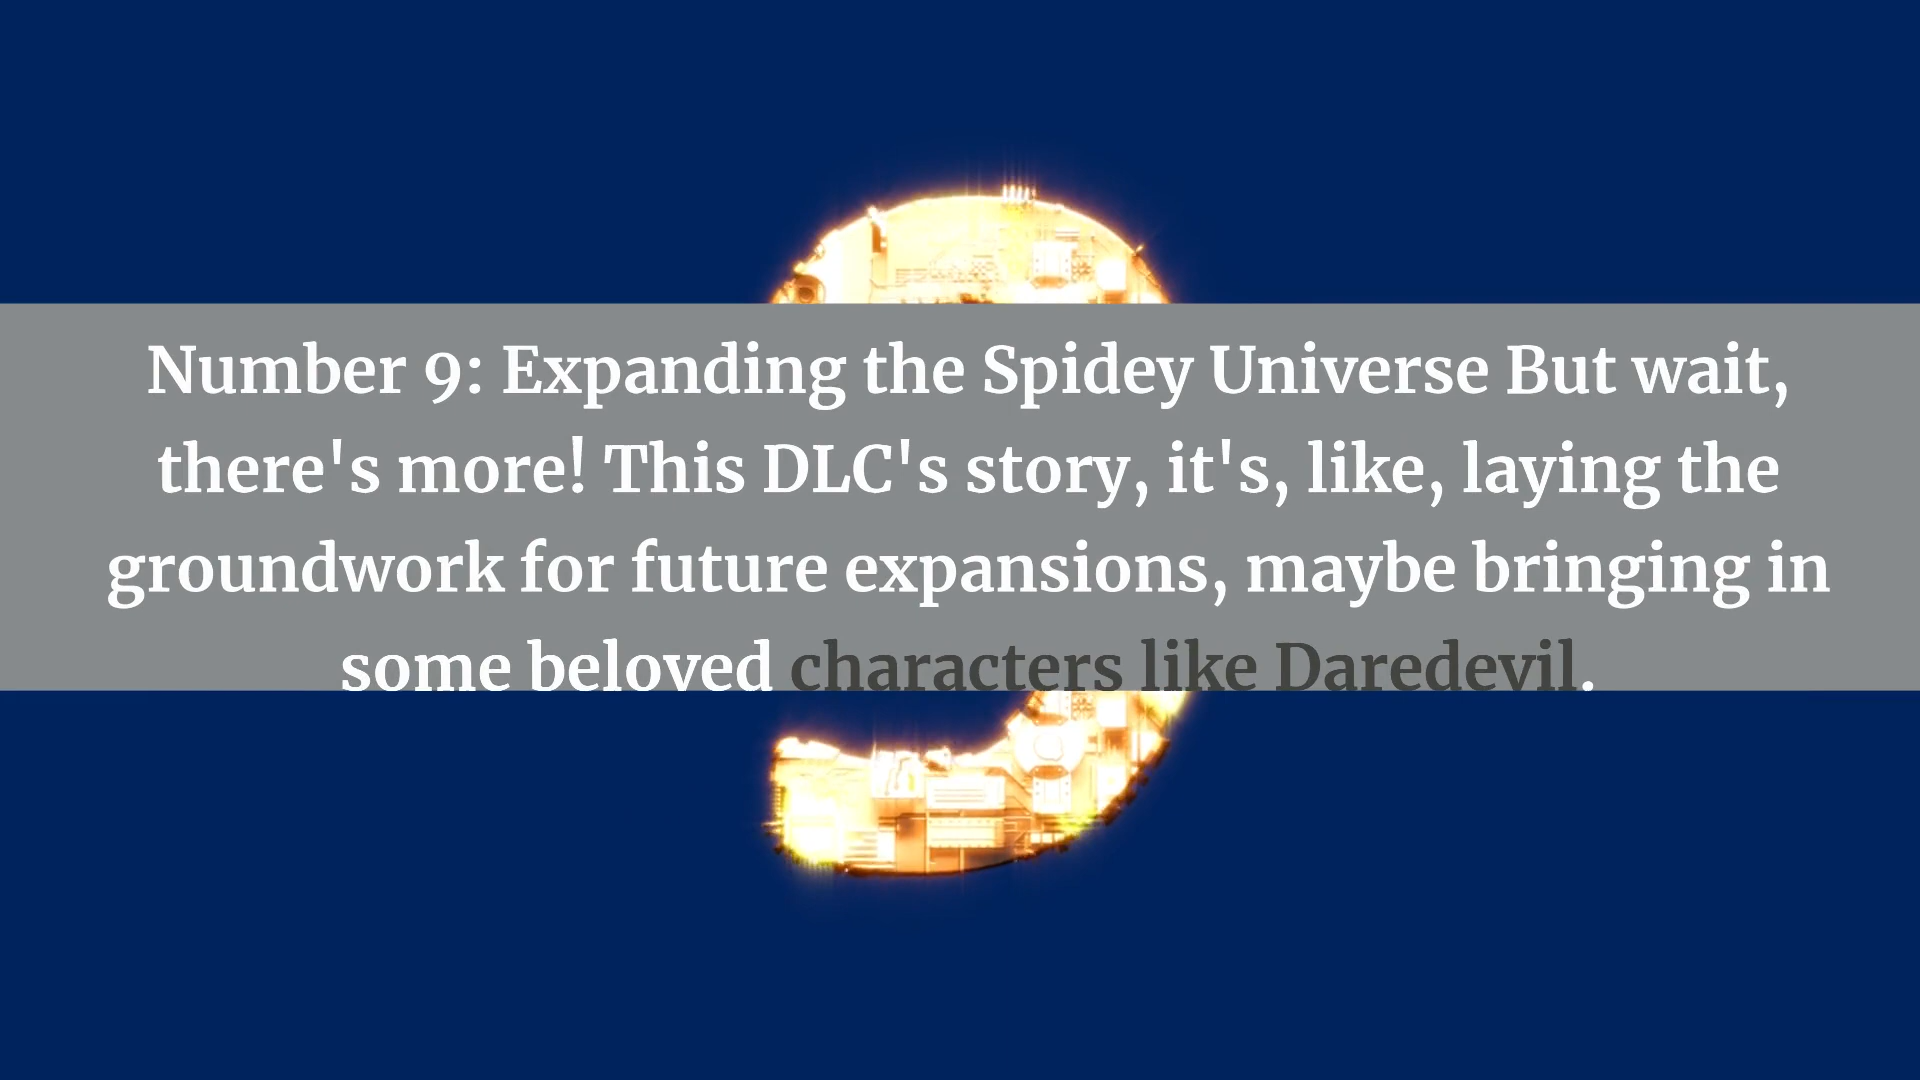 Number 9: Expanding the Spidey Universe But wait,
there's more! This DLC's story, it's, like, laying the
groundwork for future expansions, maybe bringing in
some beloved characters like Daredevil.